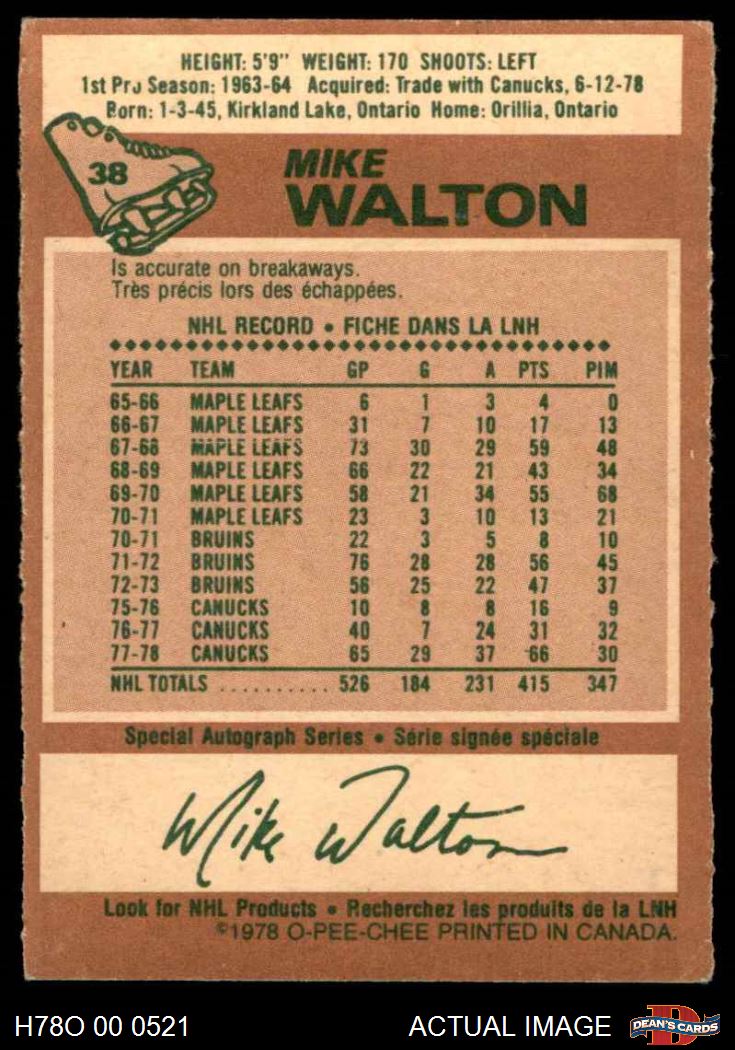 HEIGHT: 5'9" WEIGHT: 170 SHOOTS: LEFT
1st Pro Season: 1963-64 Acquired: Trade with Canucks, 6-12-78
Born: 1-3-45, Kirkland Lake, Ontario Home: Orillia, Ontario
38
MIKE
WALTON
Is accurate on breakaways.
Très précis lors des échappées.
NHL RECORD • FICHE DANS LA LNH
YEAR TEAM GP G A PTS PIM
65-66 MAPLE LEAFS 6 1 3 4 0
66-67 MAPLE LEAFS 31 7 10 17 13
67-68 MAPLE LEAFS 73 30 29 59 48
68-69 MAPLE LEAFS 66 22 21 43 34
69-70 MAPLE LEAFS 58 21 34 55 68
70-71 MAPLE LEAFS 23 3 10 13 21
70-71 BRUINS 22 3 5 8 10
71-72 BRUINS 76 28 28 56 45
72-73 BRUINS 56 25 22 47 37
75-76 CANUCKS 10 8 8 16 9
76-77 CANUCKS 40 7 24 31 32
77-78 CANUCKS 65 29 37 66 30
NHL TOTALS .......... 526 184 231 415 347
Special Autograph Series • Série signée spéciale
Mike Walton
Look for NHL Products • Recherchez les produits de la LNH
©1978 O-PEE-CHEE PRINTED IN CANADA.
H78O 00 0521 ACTUAL IMAGE D DEAN'S CARDS